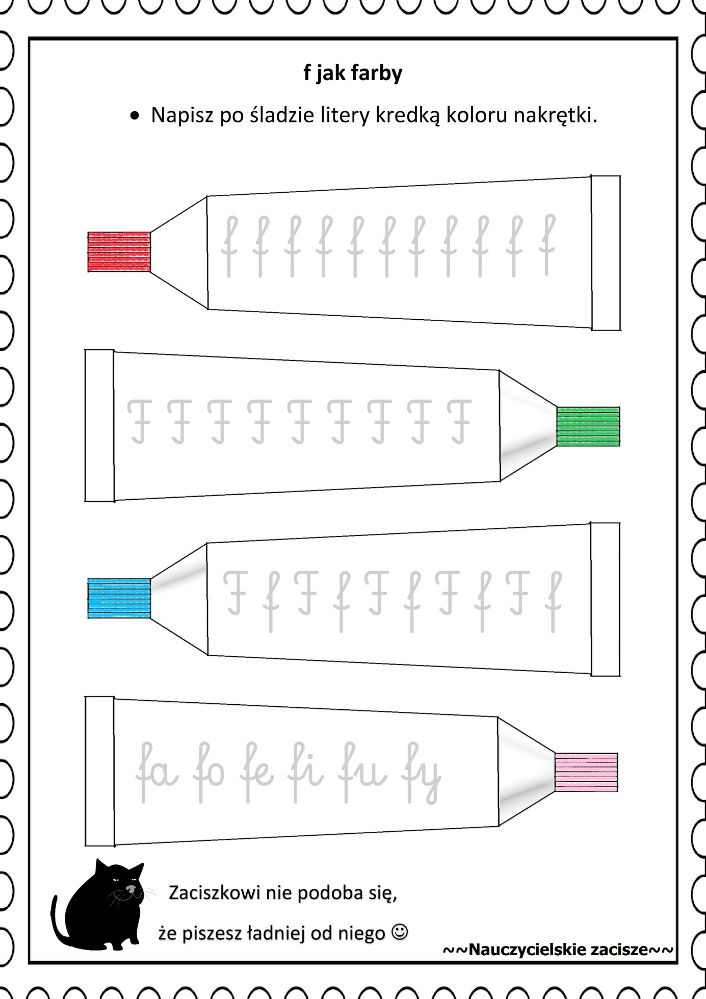 f jak farby
• Napisz po śladzie litery kredką koloru nakrętki.
f f f f f f f f f f f
F F F F F F F F F
F f F f F f F f F f
fa fo fe fi fu fy
Zaciszkowi nie podoba się,
że piszesz ładniej od niego ☺
~~Nauczycielskie zacisze~~